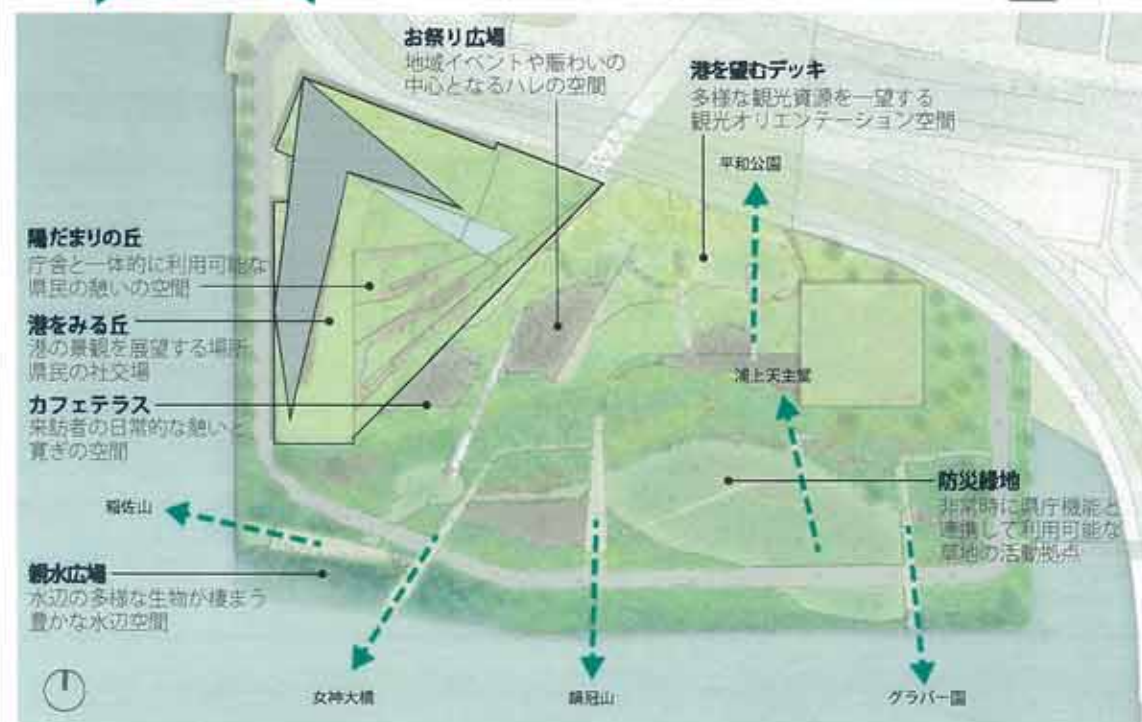 お祭り広場
地域イベントや賑わいの
中心となるハレの空間
港を望むデッキ
多様な観光資源を一望する
観光オリエンテーション空間
平和公園
陽だまりの丘
庁舎と一体的に利用可能な
県民の憩いの空間
港をみる丘
港の景観を展望する場所
県民の社交場
浦上天主堂
カフェテラス
来訪者の日常的な憩いと
寛ぎの空間
防災緑地
非常時に県庁機能と
連携して利用可能な
草地の活動拠点
稲佐山
親水広場
水辺の多様な生物が棲まう
豊かな水辺空間
女神大橋
鍋冠山
グラバー園